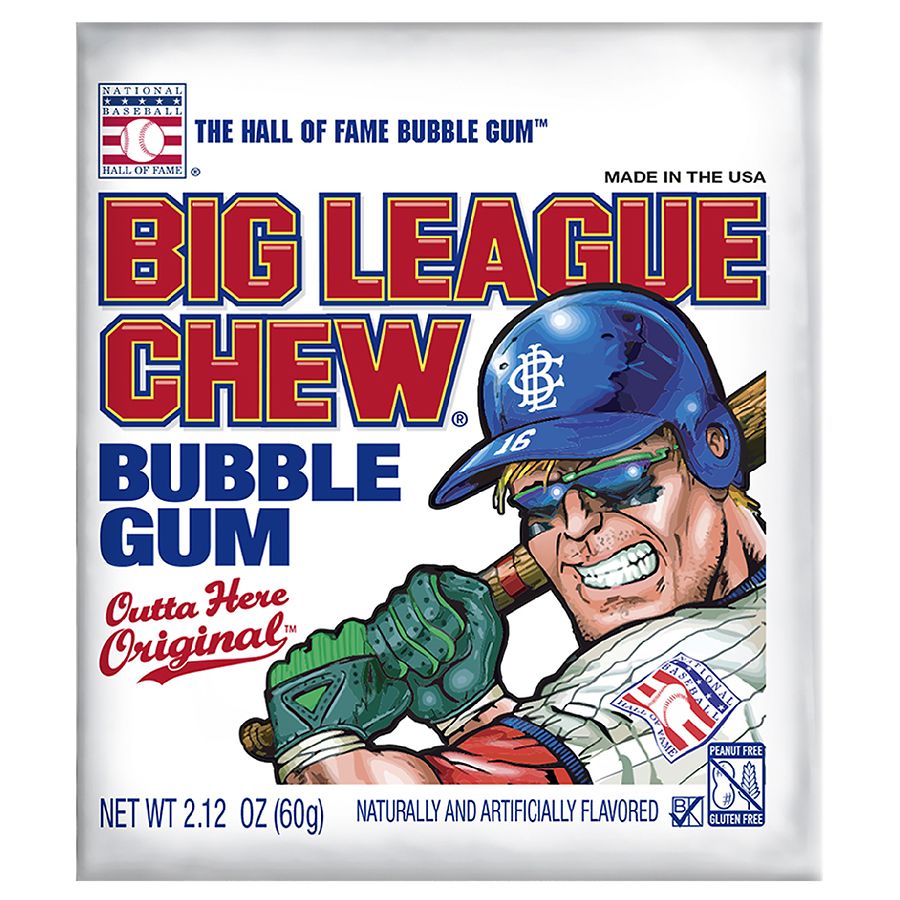 NATIONAL
BASEBALL
HALL OF FAME
®
THE HALL OF FAME BUBBLE GUM™
MADE IN THE USA
BIG LEAGUE
CHEW®
BUBBLE
GUM
Outta Here
Original™
BLC
16
NATIONAL
BASEBALL
HALL OF FAME
PEANUT FREE
GLUTEN FREE
NET WT 2.12 OZ (60g)
NATURALLY AND ARTIFICIALLY FLAVORED
BK